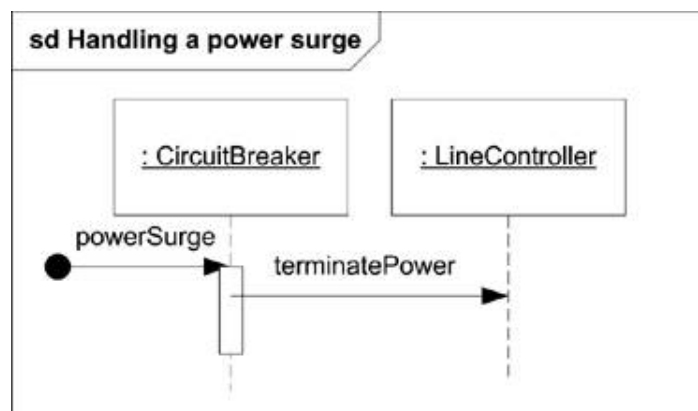 sd Handling a power surge
: CircuitBreaker
: LineController
powerSurge
terminatePower